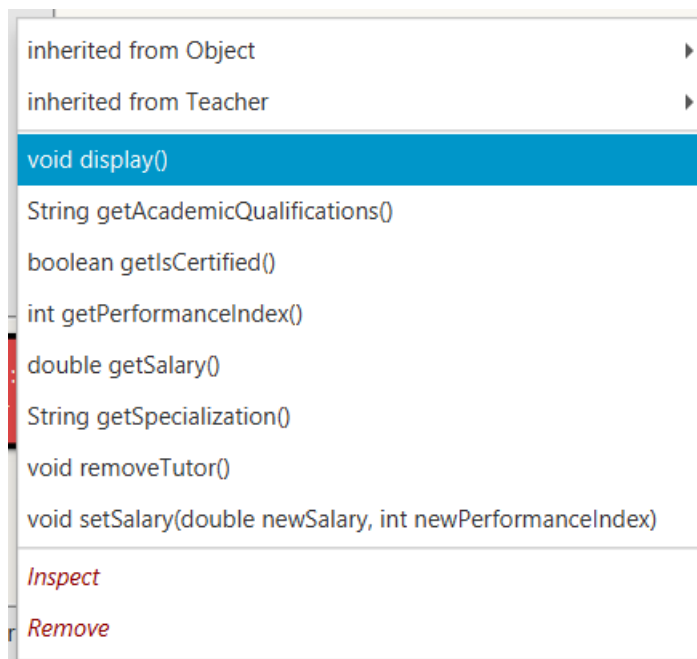 inherited from Object
inherited from Teacher
void display()
String getAcademicQualifications()
boolean getIsCertified()
int getPerformanceIndex()
double getSalary()
String getSpecialization()
void removeTutor()
void setSalary(double newSalary, int newPerformanceIndex)
Inspect
Remove